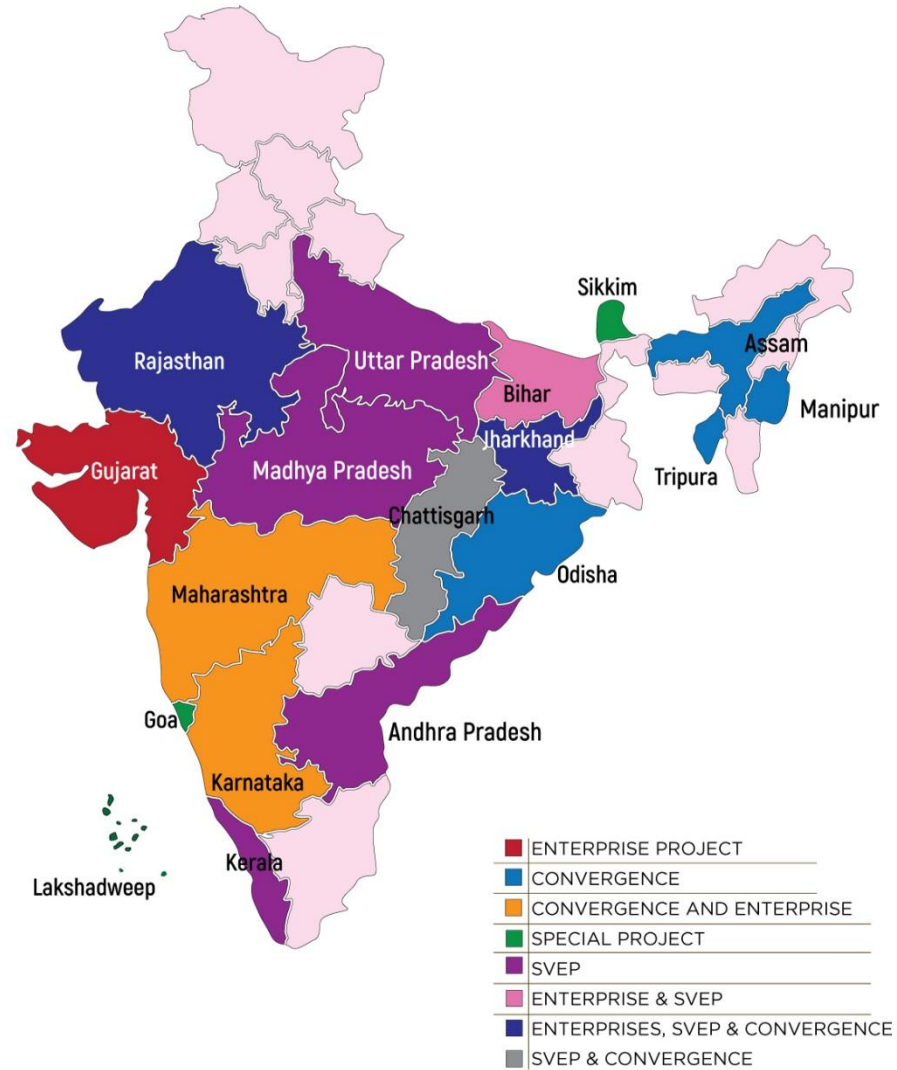 Sikkim
Assam
Rajasthan
Uttar Pradesh
Bihar
Manipur
Jharkhand
Gujarat
Madhya Pradesh
Tripura
Chattisgarh
Odisha
Maharashtra
Goa
Andhra Pradesh
Karnataka
Kerala
Lakshadweep
ENTERPRISE PROJECT
CONVERGENCE
CONVERGENCE AND ENTERPRISE
SPECIAL PROJECT
SVEP
ENTERPRISE & SVEP
ENTERPRISES, SVEP & CONVERGENCE
SVEP & CONVERGENCE